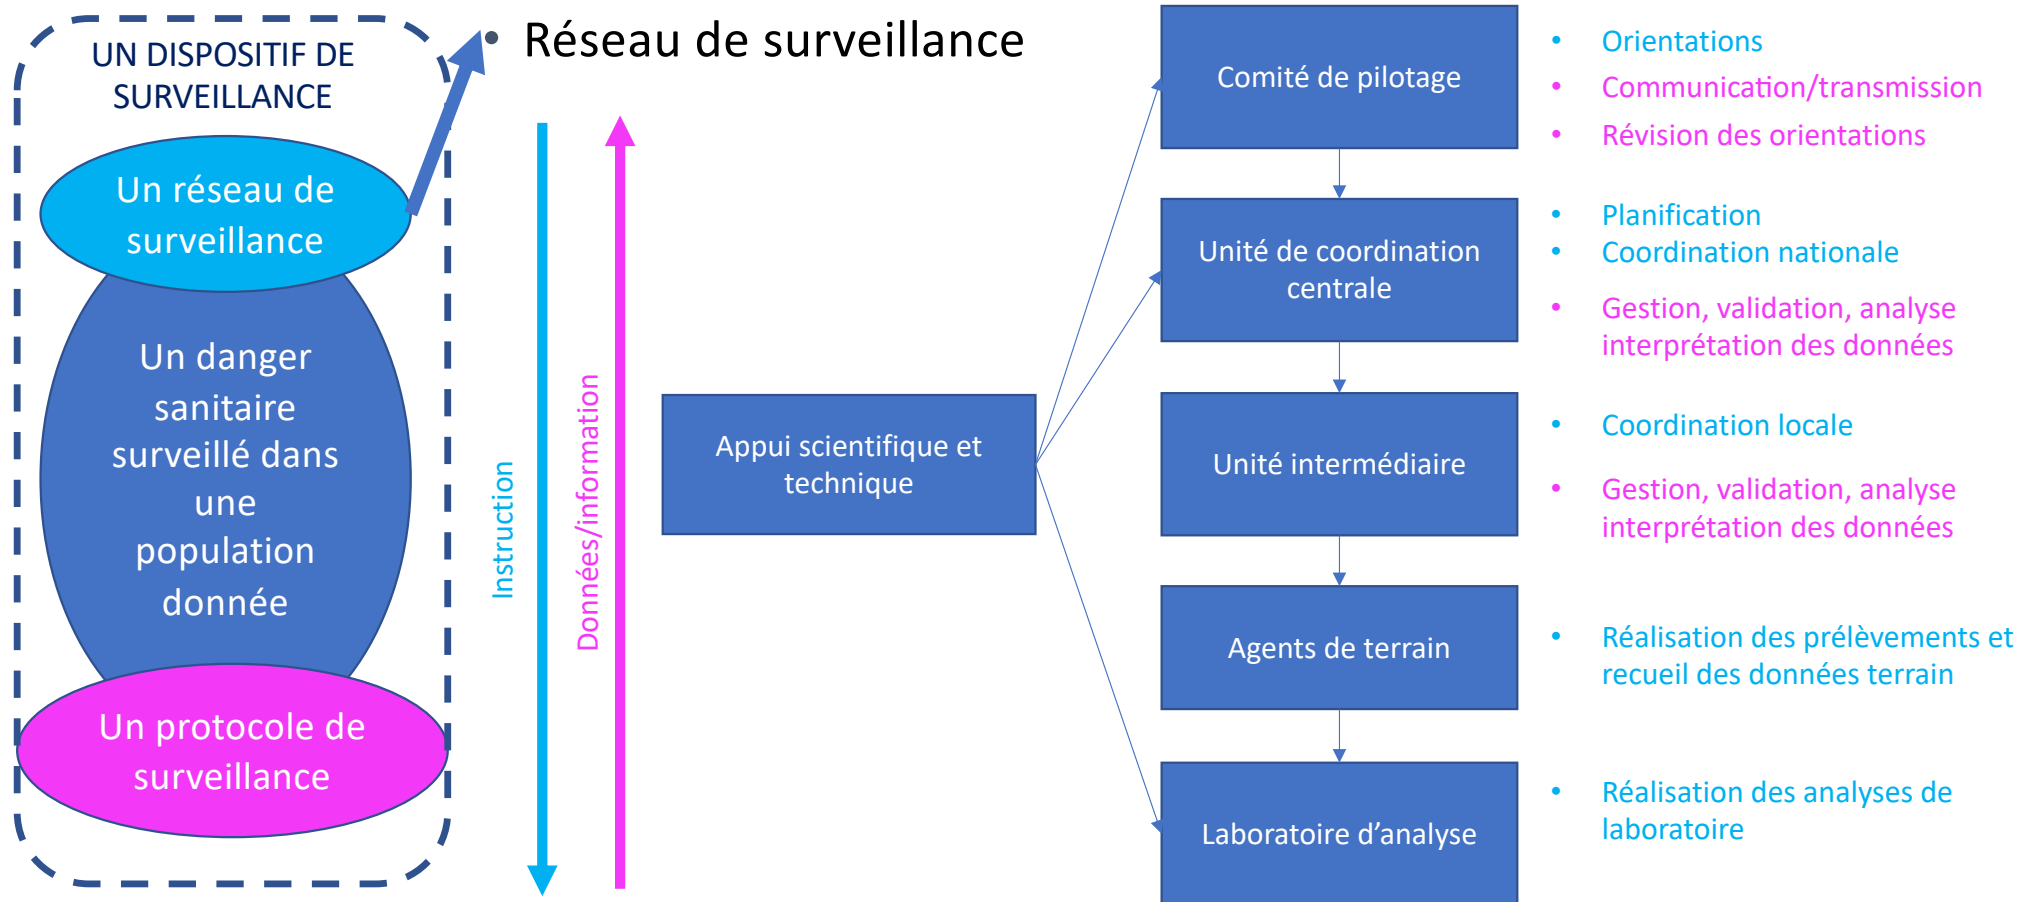 UN DISPOSITIF DE
SURVEILLANCE
Un réseau de
surveillance
Un danger
sanitaire
surveillé dans
une
population
donnée
Un protocole de
surveillance
• Réseau de surveillance
Instruction
Données/information
Appui scientifique et
technique
Comité de pilotage
• Orientations
• Communication/transmission
• Révision des orientations
Unité de coordination
centrale
• Planification
• Coordination nationale
• Gestion, validation, analyse
interprétation des données
Unité intermédiaire
• Coordination locale
• Gestion, validation, analyse
interprétation des données
Agents de terrain
• Réalisation des prélèvements et
recueil des données terrain
Laboratoire d’analyse
• Réalisation des analyses de
laboratoire